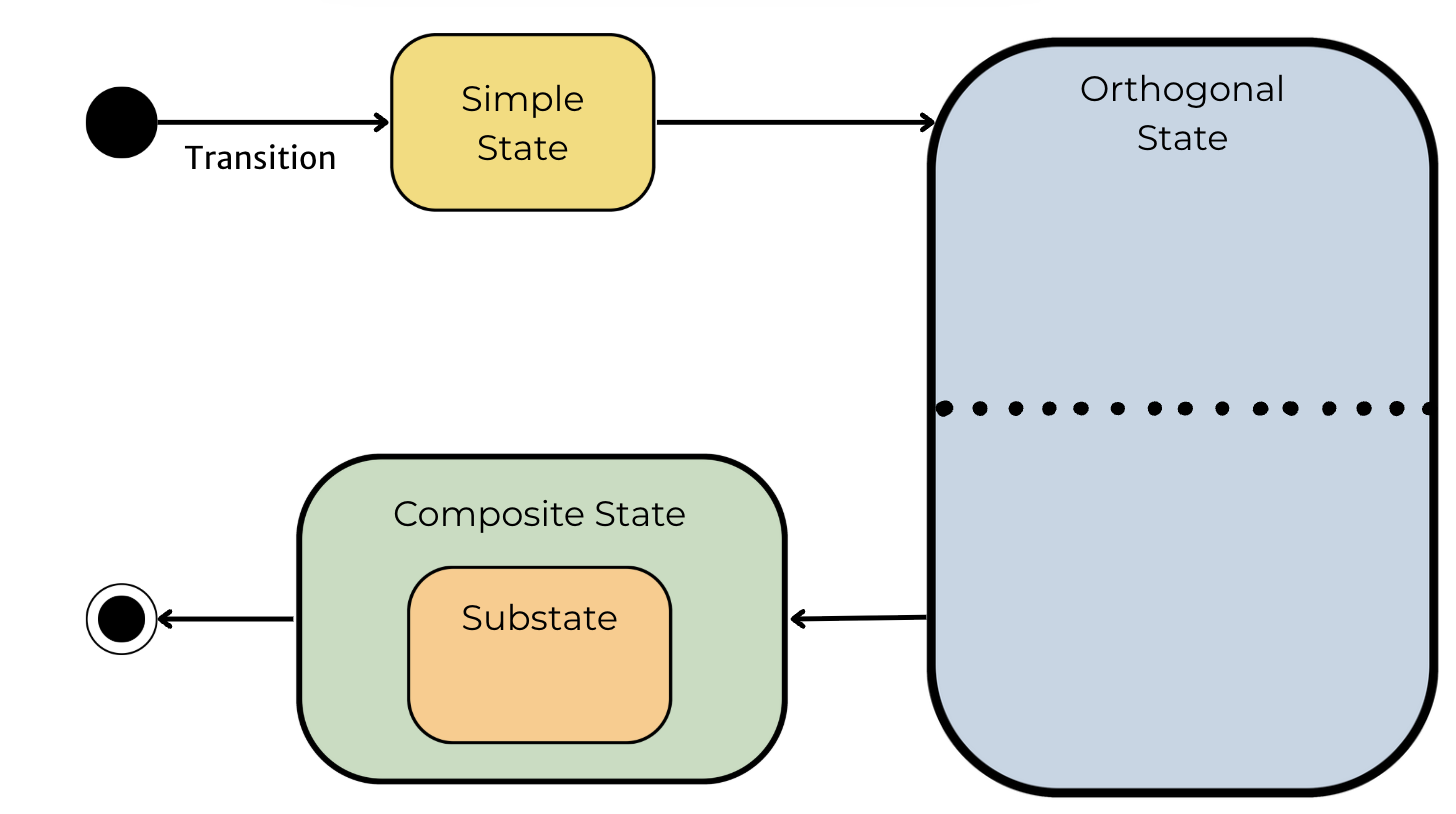 Transition
Simple
State
Orthogonal
State
Composite State
Substate